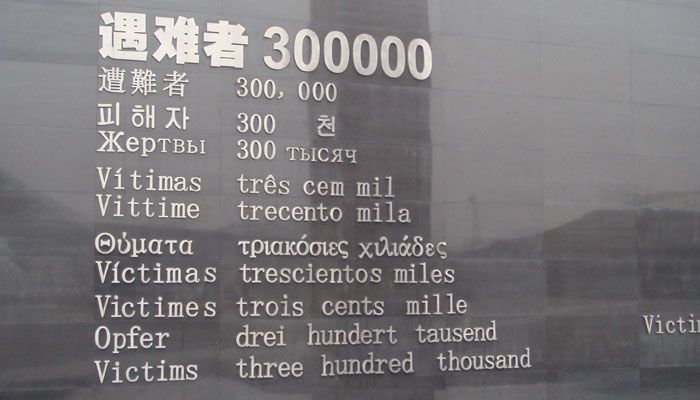 遇难者 300000
遭難者 300, 000
피해자 300 천
Жертвы 300 тысяч
Vítimas três cem mil
Vittime trecento mila
Θύματα τριακόσιες χιλιάδες
Víctimas trescientos miles
Victimes trois cents mille
Opfer drei hundert tausend
Victims three hundred thousand